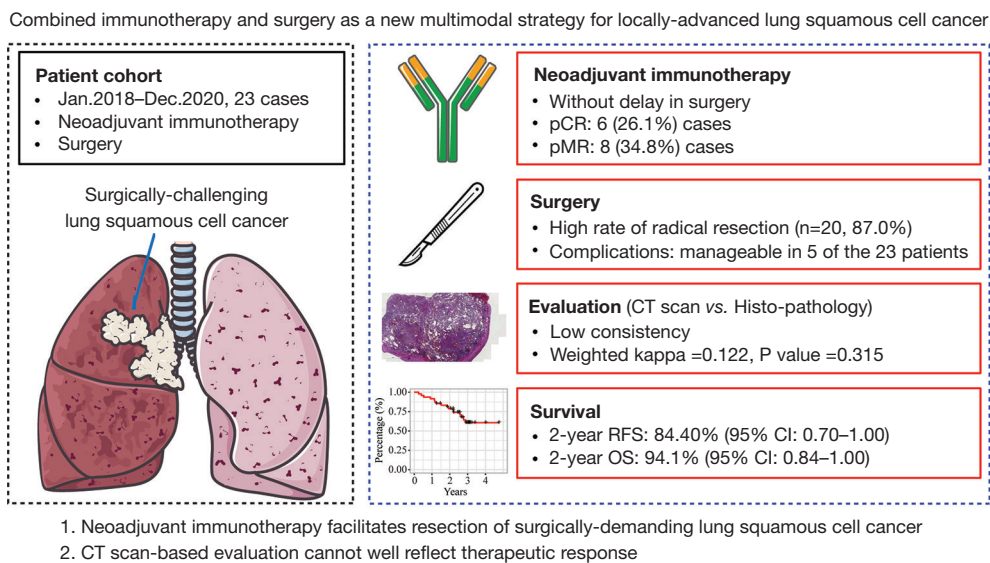 Combined immunotherapy and surgery as a new multimodal strategy for locally-advanced lung squamous cell cancer
Patient cohort
• Jan.2018–Dec.2020, 23 cases
• Neoadjuvant immunotherapy
• Surgery
Surgically-challenging
lung squamous cell cancer
Neoadjuvant immunotherapy
• Without delay in surgery
• pCR: 6 (26.1%) cases
• pMR: 8 (34.8%) cases
Surgery
• High rate of radical resection (n=20, 87.0%)
• Complications: manageable in 5 of the 23 patients
Evaluation (CT scan vs. Histo-pathology)
• Low consistency
• Weighted kappa =0.122, P value =0.315
Percentage (%)
1.00
0.75
0.50
0.25
0.00
0 1 2 3 4
Years
Survival
• 2-year RFS: 84.40% (95% CI: 0.70–1.00)
• 2-year OS: 94.1% (95% CI: 0.84–1.00)
1. Neoadjuvant immunotherapy facilitates resection of surgically-demanding lung squamous cell cancer
2. CT scan-based evaluation cannot well reflect therapeutic response